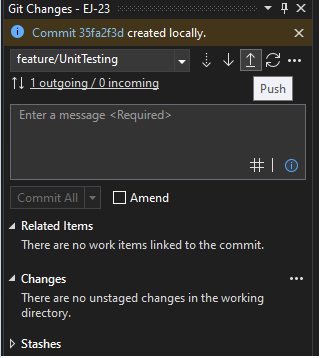 Git Changes - EJ-23
Commit 35fa2f3d created locally.
feature/UnitTesting
1 outgoing / 0 incoming
Push
Enter a message <Required>
Commit All
Amend
Related Items
There are no work items linked to the commit.
Changes
There are no unstaged changes in the working
directory.
Stashes